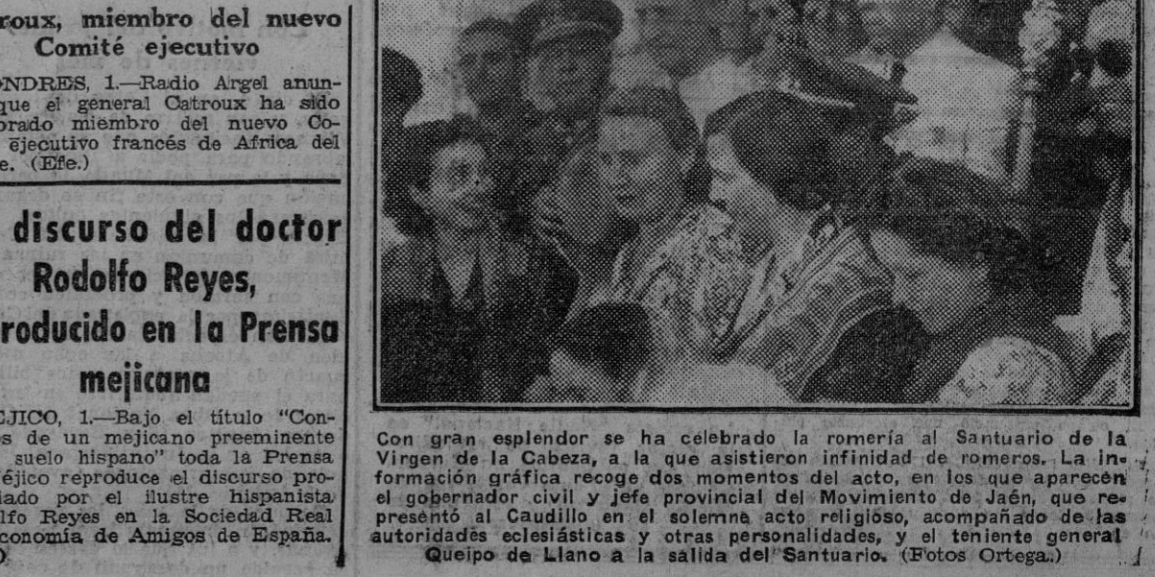 roux, miembro del nuevo
Comité ejecutivo
ONDRES, 1.—Radio Argel anun-
que el general Catroux ha sido
brado miembro del nuevo Co-
ejecutivo francés de Africa del
e. (Efe.)
discurso del doctor
Rodolfo Reyes,
roducido en la Prensa
mejicana
EJICO, 1.—Bajo el título "Con-
s de un mejicano preeminente
suelo hispano" toda la Prensa
éjico reproduce el discurso pro-
iado por el ilustre hispanista
lfo Reyes en la Sociedad Real
conomía de Amigos de España.
Con gran esplendor se ha celebrado la romería al Santuario de la
Virgen de la Cabeza, a la que asistieron infinidad de romeros. La in-
formación gráfica recoge dos momentos del acto, en los que aparecen
el gobernador civil y jefe provincial del Movimiento de Jaén, que re-
presentó al Caudillo en el solemne acto religioso, acompañado de las
autoridades eclesiásticas y otras personalidades, y el teniente general
Queipo de Llano a la salida del Santuario. (Fotos Ortega.)